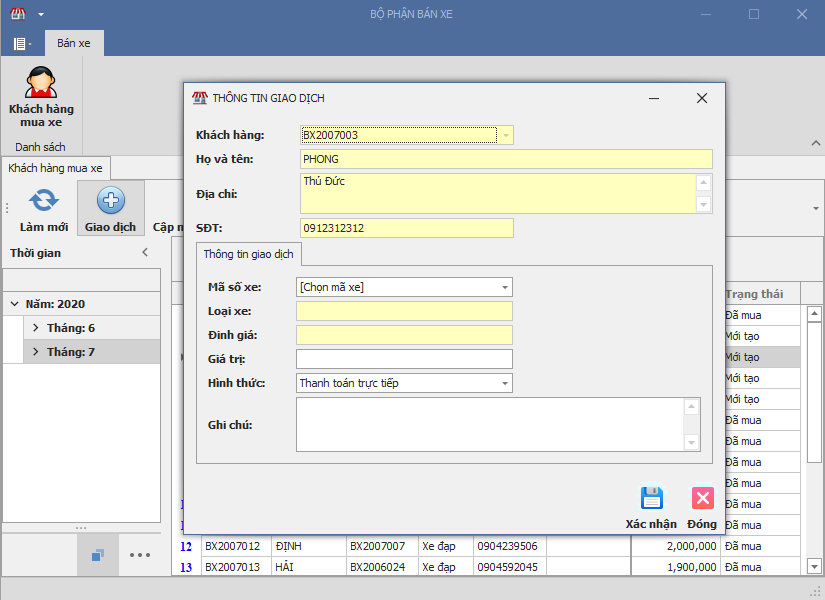 BỘ PHẬN BÁN XE
Bán xe
Khách hàng
mua xe
Danh sách
Khách hàng mua xe
Làm mới
Giao dịch
Cập n
Thời gian
Năm: 2020
Tháng: 6
Tháng: 7
THÔNG TIN GIAO DỊCH
Khách hàng: BX2007003
Họ và tên: PHONG
Địa chỉ: Thủ Đức
SĐT: 0912312312
Thông tin giao dịch
Mã số xe: [Chọn mã xe]
Loại xe:
Đinh giá:
Giá trị:
Hình thức: Thanh toán trực tiếp
Ghi chú:
Xác nhận Đóng
Trạng thái
Đã mua
Mới tạo
Mới tạo
Mới tạo
Mới tạo
Đã mua
Đã mua
Đã mua
Đã mua
Đã mua
Đã mua
12 BX2007012 ĐỊNH BX2007007 Xe đạp 0904239506 2,000,000 Đã mua
13 BX2007013 HẢI BX2006024 Xe đạp 0904592045 1,900,000 Đã mua